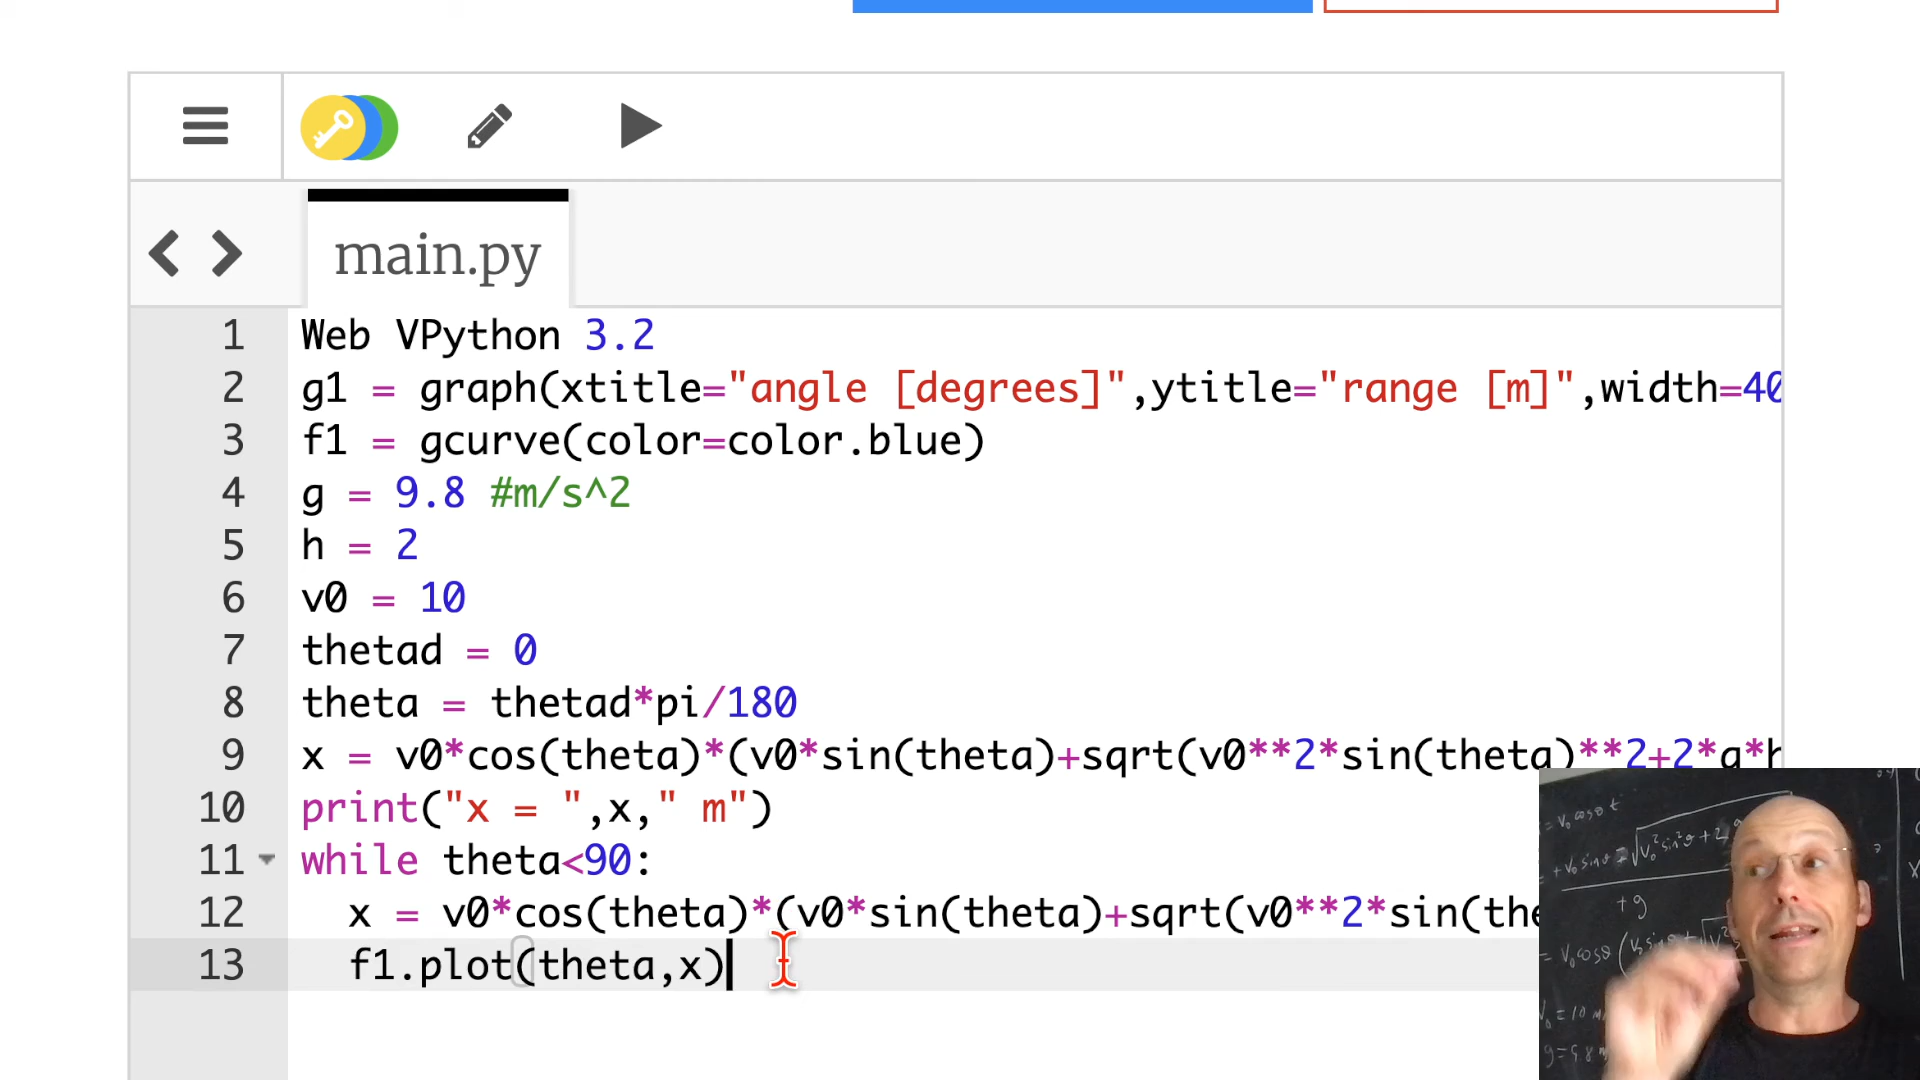 main.py
1 Web VPython 3.2
2 g1 = graph(xtitle="angle [degrees]",ytitle="range [m]",width=40
3 f1 = gcurve(color=color.blue)
4 g = 9.8 #m/s^2
5 h = 2
6 v0 = 10
7 thetad = 0
8 theta = thetad*pi/180
9 x = v0*cos(theta)*(v0*sin(theta)+sqrt(v0**2*sin(theta)**2+2*g*h
10 print("x = ",x," m")
11 while theta<90:
12 x = v0*cos(theta)*(v0*sin(theta)+sqrt(v0**2*sin(the
13 f1.plot(theta,x)
= v₀ cosθ t
+g